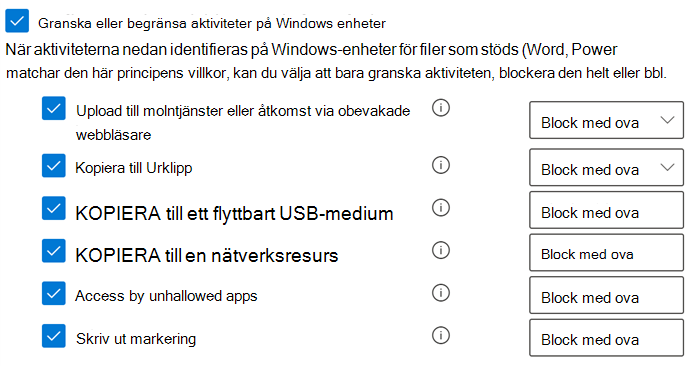 Granska eller begränsa aktiviteter på Windows enheter
När aktiviteterna nedan identifieras på Windows-enheter för filer som stöds (Word, Power
matchar den här principens villkor, kan du välja att bara granska aktiviteten, blockera den helt eller bbl.
Upload till molntjänster eller åtkomst via obevakade
webbläsare
Block med ova
Kopiera till Urklipp
Block med ova
KOPIERA till ett flyttbart USB-medium
Block med ova
KOPIERA till en nätverksresurs
Block med ova
Access by unhallowed apps
Block med ova
Skriv ut markering
Block med ova